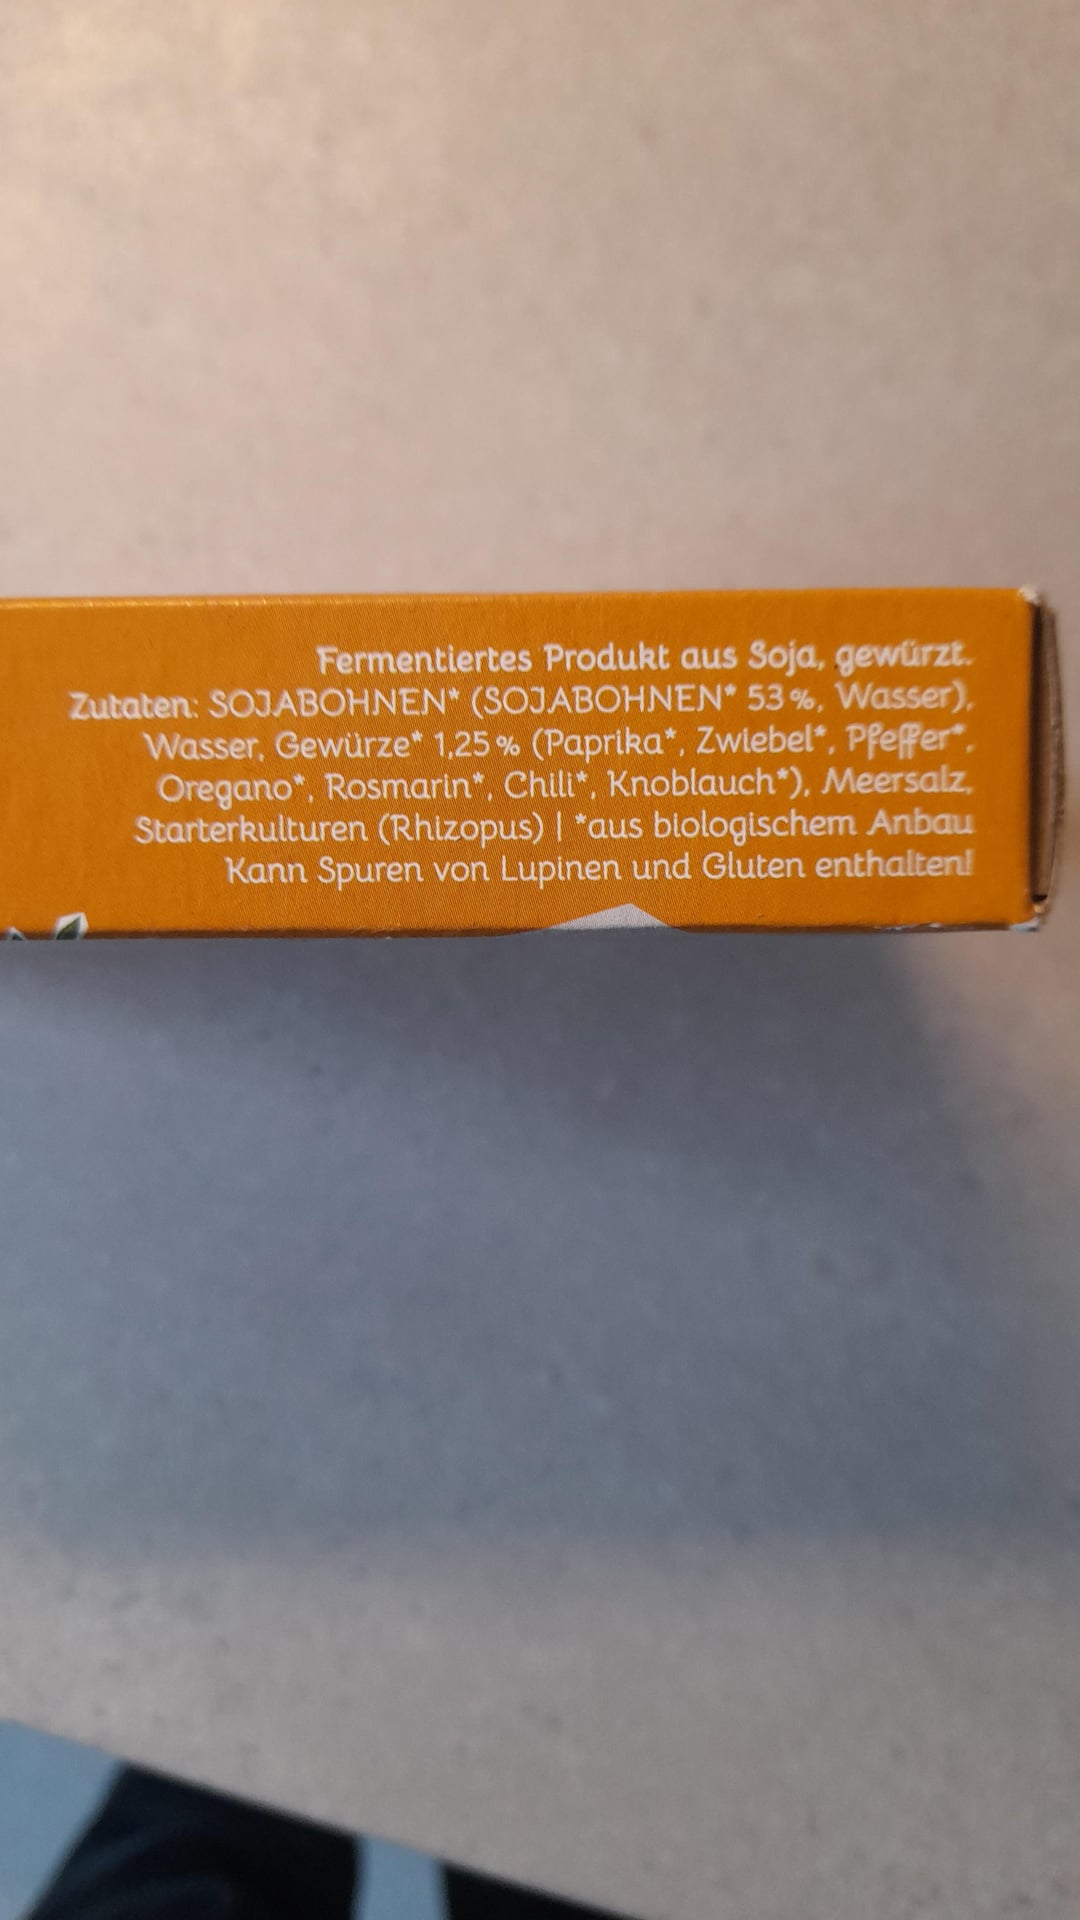 Fermentiertes Produkt aus Soja, gewürzt.
Zutaten: SOJABOHNEN* (SOJABOHNEN* 53 %, Wasser),
Wasser, Gewürze* 1,25 % (Paprika*, Zwiebel*, Pfeffer*,
Oregano*, Rosmarin*, Chili*, Knoblauch*), Meersalz,
Starterkulturen (Rhizopus) | *aus biologischem Anbau
Kann Spuren von Lupinen und Gluten enthalten!